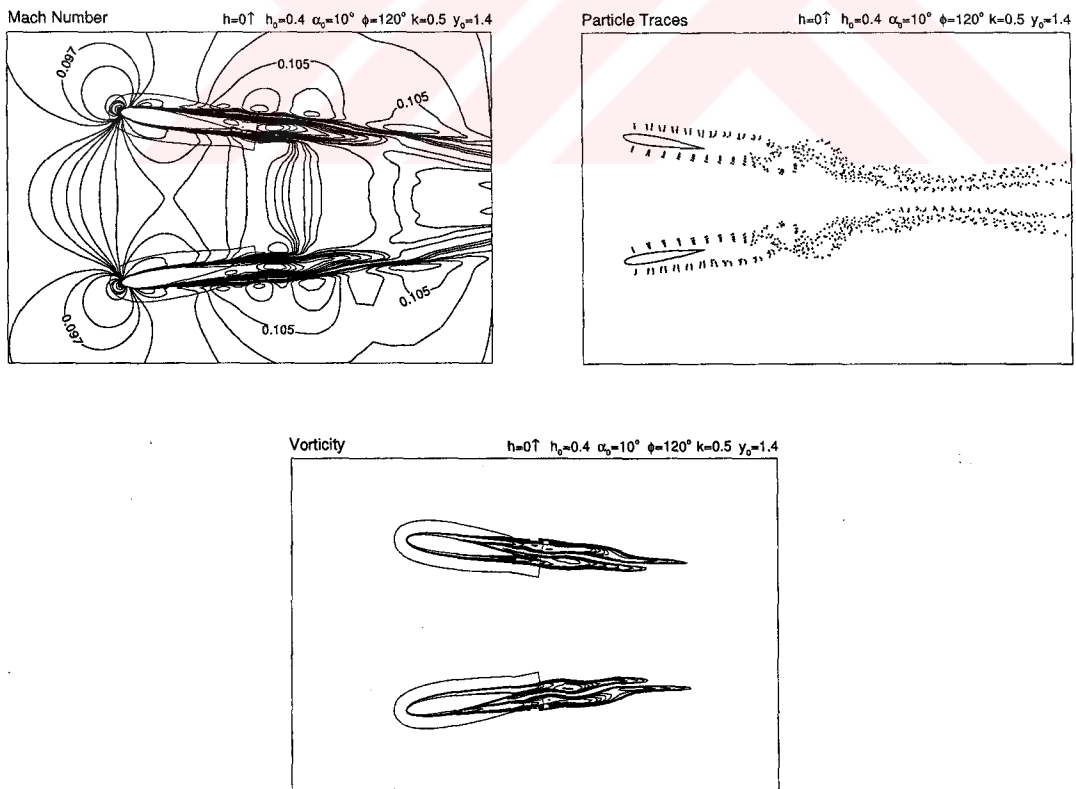 Mach Number h=0↑ h₀=0.4 α₀=10° φ=120° k=0.5 y₀=1.4
0.097
0.105
0.105
0.097
0.105
0.105
Particle Traces h=0↑ h₀=0.4 α₀=10° φ=120° k=0.5 y₀=1.4
Vorticity h=0↑ h₀=0.4 α₀=10° φ=120° k=0.5 y₀=1.4